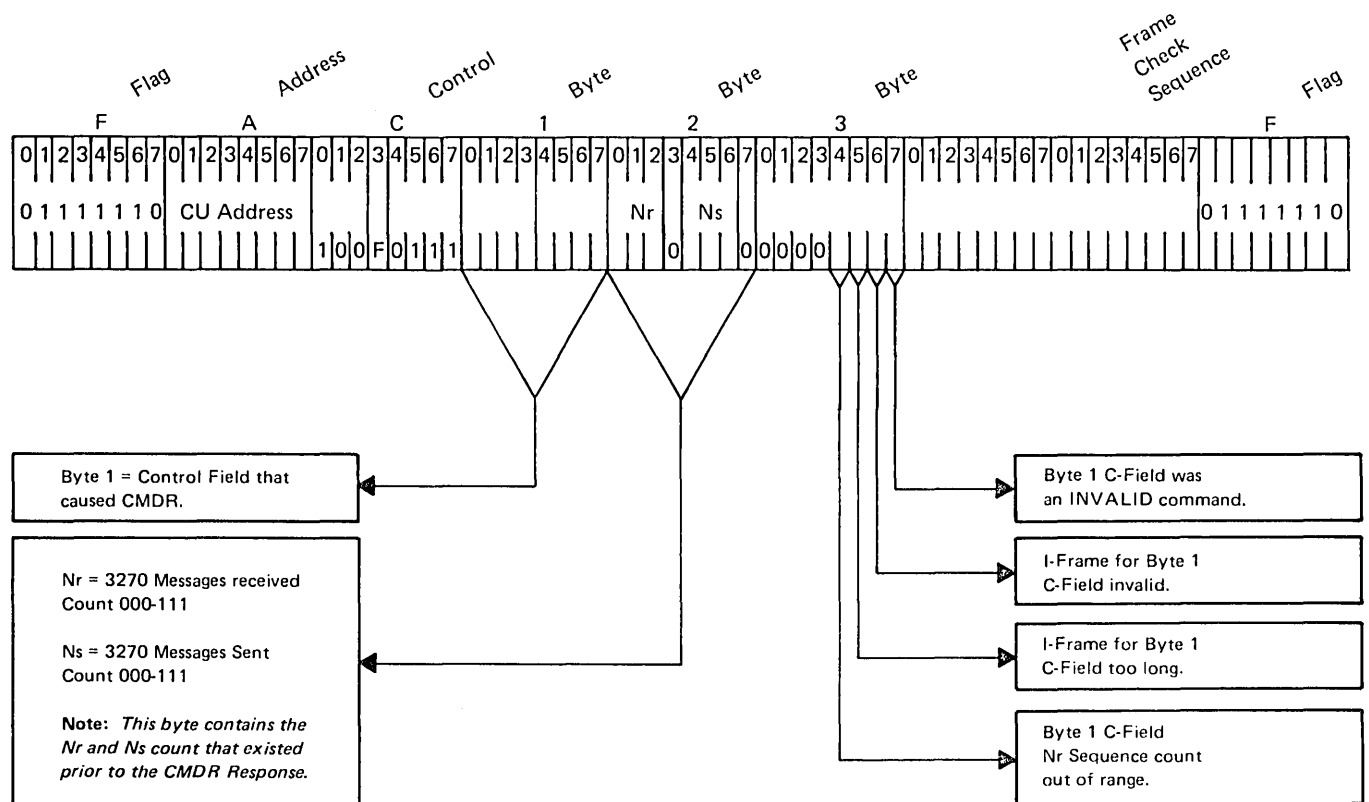 Flag Address Control Byte Byte Byte Frame Check Sequence Flag
F A C 1 2 3 F
0 1 2 3 4 5 6 7 0 1 2 3 4 5 6 7 0 1 2 3 4 5 6 7 0 1 2 3 4 5 6 7 0 1 2 3 4 5 6 7 0 1 2 3 4 5 6 7 0 1 2 3 4 5 6 7 0 1 2 3 4 5 6 7
0 1 1 1 1 1 1 0 CU Address Nr Ns 0 1 1 1 1 1 1 0
1 0 0 F 0 1 1 1 0 0 0 0 0 0
Byte 1 = Control Field that
caused CMDR.
Nr = 3270 Messages received
Count 000-111
Ns = 3270 Messages Sent
Count 000-111
Note: This byte contains the
Nr and Ns count that existed
prior to the CMDR Response.
Byte 1 C-Field was
an INVALID command.
I-Frame for Byte 1
C-Field invalid.
I-Frame for Byte 1
C-Field too long.
Byte 1 C-Field
Nr Sequence count
out of range.